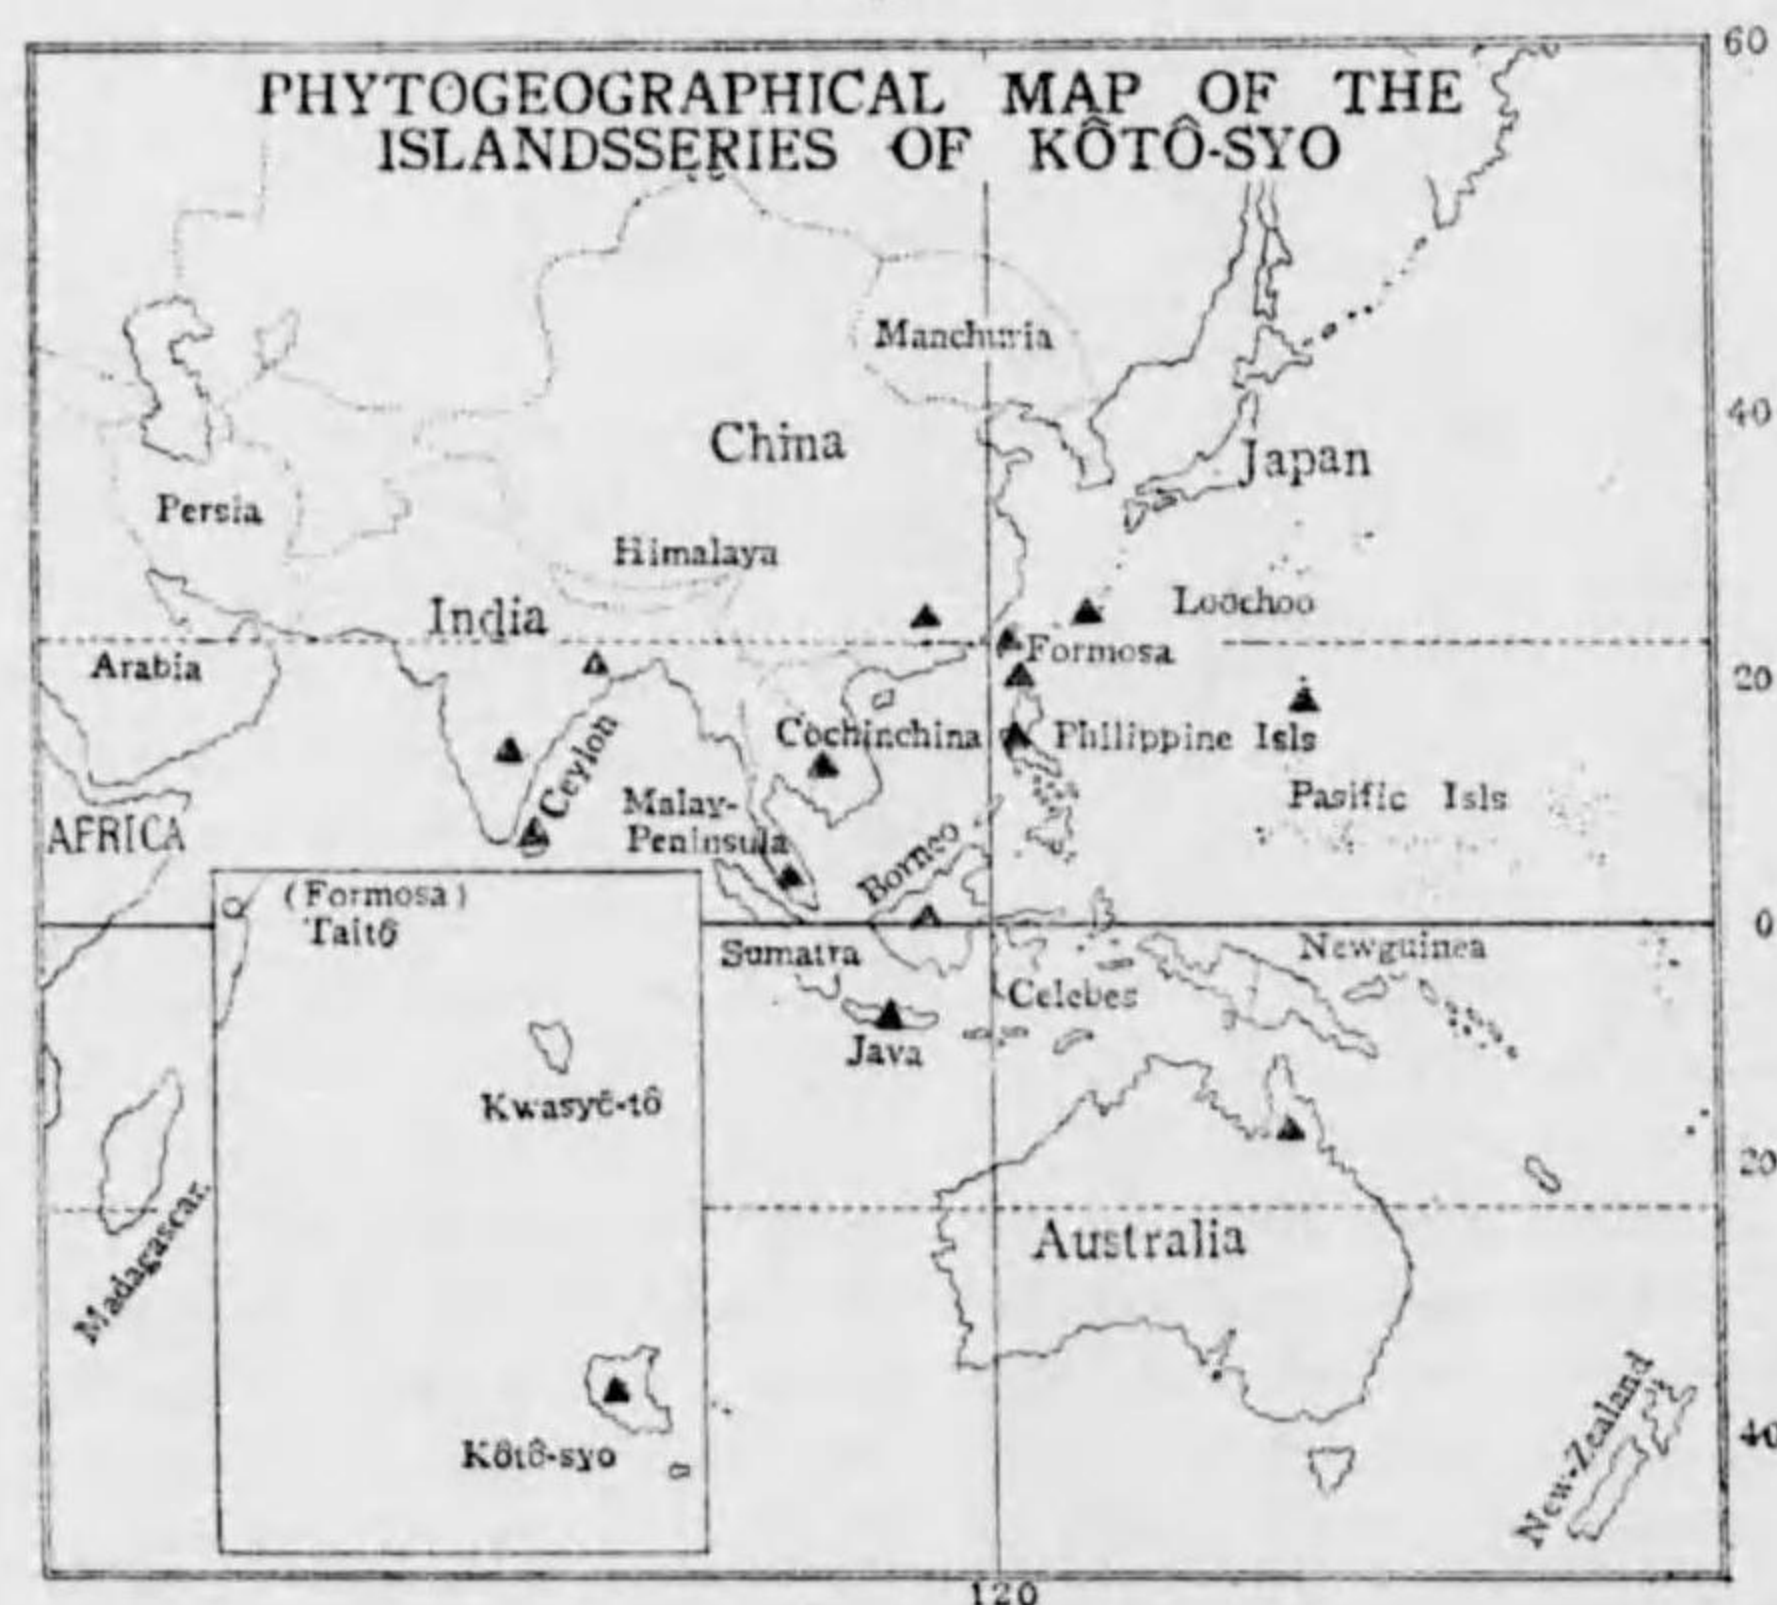 60
PHYTOGEOGRAPHICAL MAP OF THE
ISLANDSSERIES OF KÔTÔ-SYO
Manchuria
40
China
Japan
Persia
Himalaya
Loochoo
India
Formosa
Arabia
20
Cochinchina
Philippine Isls
Ceylon
Malay-
Peninsula
Pasific Isls
AFRICA
Borneo
(Formosa)
Taitô
0
Sumatra
Newguinea
Celebes
Java
Kwasyô-tô
20
Madagascar.
Australia
New-Zealand
Kôtô-syo
40
120